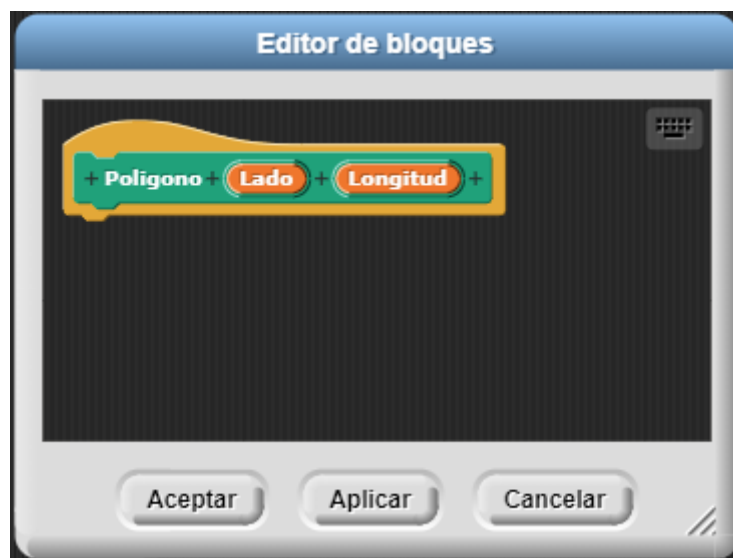 Editor de bloques
+ Poligono + Lado + Longitud +
Aceptar Aplicar Cancelar